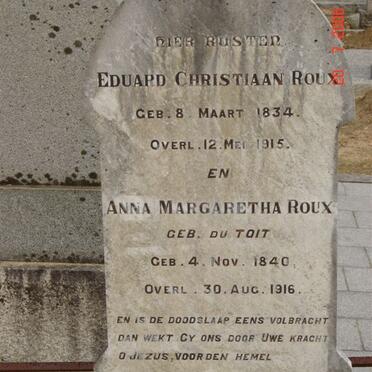 HIER RUSTEN
EDUARD CHRISTIAAN ROUX
GEB. 8. MAART 1834.
OVERL. 12. MEI 1915.
EN
ANNA MARGARETHA ROUX
GEB. DU TOIT
GEB. 4. NOV. 1840.
OVERL. 30. AUG. 1916.
EN IS DE DOODSLAAP EENS VOLBRACHT
DAN WEKT GY ONS DOOR UWE KRACHT
O JEZUS, VOOR DEN HEMEL